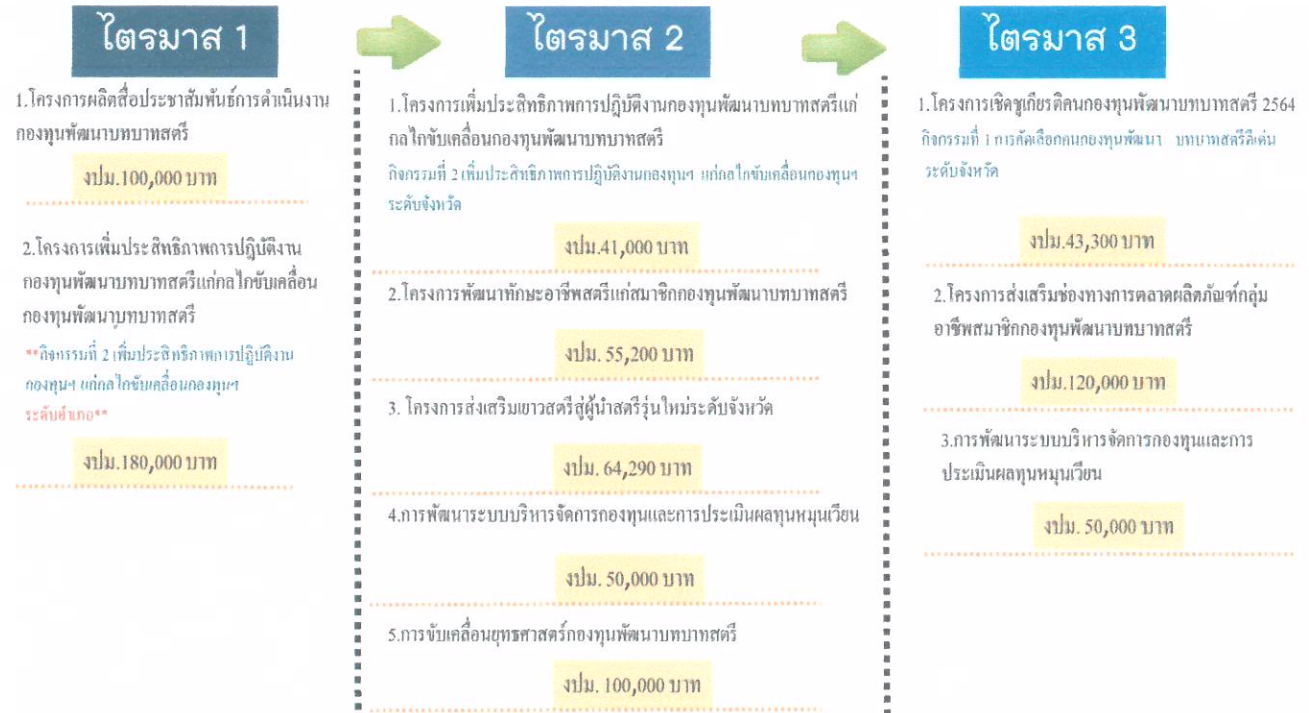 ไตรมาส 1
1.โครงการผลิตสื่อประชาสัมพันธ์การดำเนินงาน
กองทุนพัฒนาบทบาทสตรี
งปม.100,000 บาท
2.โครงการเพิ่มประสิทธิภาพการปฏิบัติงาน
กองทุนพัฒนาบทบาทสตรีแก่กลไกขับเคลื่อน
กองทุนพัฒนาบทบาทสตรี
**กิจกรรมที่ 2 เพิ่มประสิทธิภาพการปฏิบัติงาน
กองทุนฯ แก่กลไกขับเคลื่อนกองทุนฯ
ระดับอำเภอ**
งปม.180,000 บาท
ไตรมาส 2
1.โครงการเพิ่มประสิทธิภาพการปฏิบัติงานกองทุนพัฒนาบทบาทสตรีแก่
กลไกขับเคลื่อนกองทุนพัฒนาบทบาทสตรี
กิจกรรมที่ 2 เพิ่มประสิทธิภาพการปฏิบัติงานกองทุนฯ แก่กลไกขับเคลื่อนกองทุนฯ
ระดับจังหวัด
งปม.41,000 บาท
2.โครงการพัฒนาทักษะอาชีพสตรีแก่สมาชิกกองทุนพัฒนาบทบาทสตรี
งปม. 55,200 บาท
3. โครงการส่งเสริมเยาวสตรีสู่ผู้นำสตรีรุ่นใหม่ระดับจังหวัด
งปม. 64,290 บาท
4.การพัฒนาระบบบริหารจัดการกองทุนและการประเมินผลทุนหมุนเวียน
งปม. 50,000 บาท
5.การขับเคลื่อนยุทธศาสตร์กองทุนพัฒนาบทบาทสตรี
งปม. 100,000 บาท
ไตรมาส 3
1.โครงการเชิดชูเกียรติคนกองทุนพัฒนาบทบาทสตรี 2564
กิจกรรมที่ 1 การคัดเลือกคนกองทุนพัฒนา บทบาทสตรีดีเด่น
ระดับจังหวัด
งปม.43,300 บาท
2.โครงการส่งเสริมช่องทางการตลาดผลิตภัณฑ์กลุ่ม
อาชีพสมาชิกกองทุนพัฒนาบทบาทสตรี
งปม.120,000 บาท
3.การพัฒนาระบบบริหารจัดการกองทุนและการ
ประเมินผลทุนหมุนเวียน
งปม. 50,000 บาท